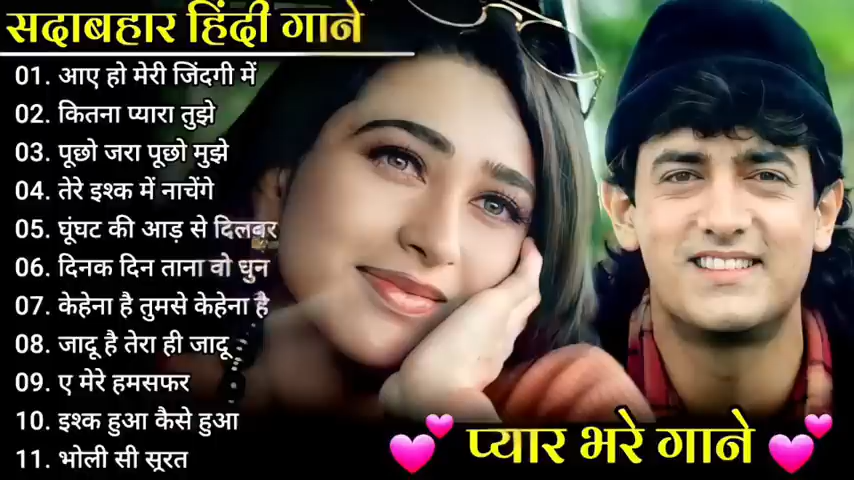 सदाबहार हिंदी गाने
01. आए हो मेरी जिंदगी में
02. कितना प्यारा तुझे
03. पूछो जरा पूछो मुझे
04. तेरे इश्क में नाचेंगे
05. घूंघट की आड़ से दिलबर
06. दिनक दिन ताना वो धुन
07. केहेना है तुमसे केहेना है
08. जादू है तेरा ही जादू
09. ए मेरे हमसफर
10. इश्क हुआ कैसे हुआ
11. भोली सी सूरत
प्यार भरे गाने